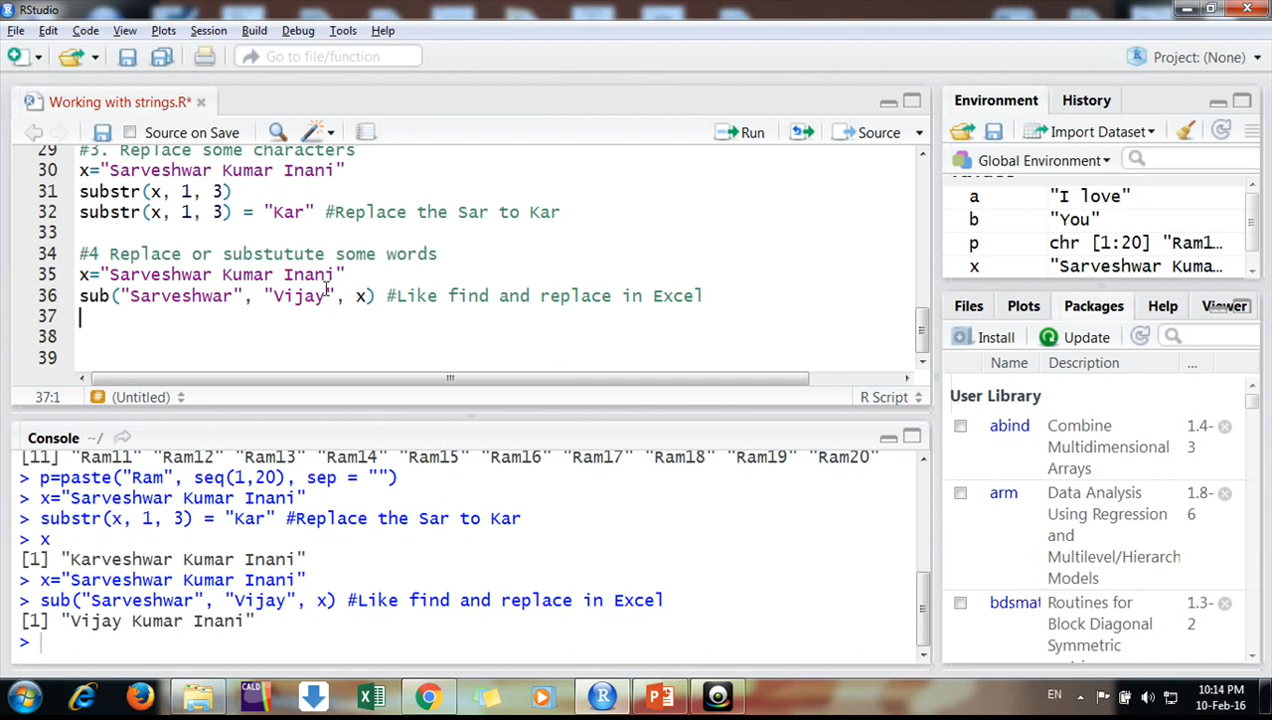 RStudio
File Edit Code View Plots Session Build Debug Tools Help
Go to file/function
Project: (None)
Working with strings.R*
Source on Save
Run
Source
29 #3. Replace some characters
30 x="Sarveshwar Kumar Inani"
31 substr(x, 1, 3)
32 substr(x, 1, 3) = "Kar" #Replace the Sar to Kar
33
34 #4 Replace or substutute some words
35 x="Sarveshwar Kumar Inani"
36 sub("Sarveshwar", "Vijay", x) #Like find and replace in Excel
37
38
39
37:1 (Untitled) R Script
Console ~/
[11] "Ram11" "Ram12" "Ram13" "Ram14" "Ram15" "Ram16" "Ram17" "Ram18" "Ram19" "Ram20"
> p=paste("Ram", seq(1,20), sep = "")
> x="Sarveshwar Kumar Inani"
> substr(x, 1, 3) = "Kar" #Replace the Sar to Kar
> x
[1] "Karveshwar Kumar Inani"
> x="Sarveshwar Kumar Inani"
> sub("Sarveshwar", "Vijay", x) #Like find and replace in Excel
[1] "Vijay Kumar Inani"
>
Environment History
Import Dataset
Global Environment
a "I love"
b "You"
p chr [1:20] "Ram1…
x "Sarveshwar Kuma…
Files Plots Packages Help Viewer
Install Update
Name Description ...
User Library
abind Combine Multidimensional Arrays 1.4-3
arm Data Analysis Using Regression and Multilevel/Hierarch Models 1.8-6
bdsmat Routines for Block Diagonal Symmetric 1.3-2
CALD
EN
10:14 PM
10-Feb-16